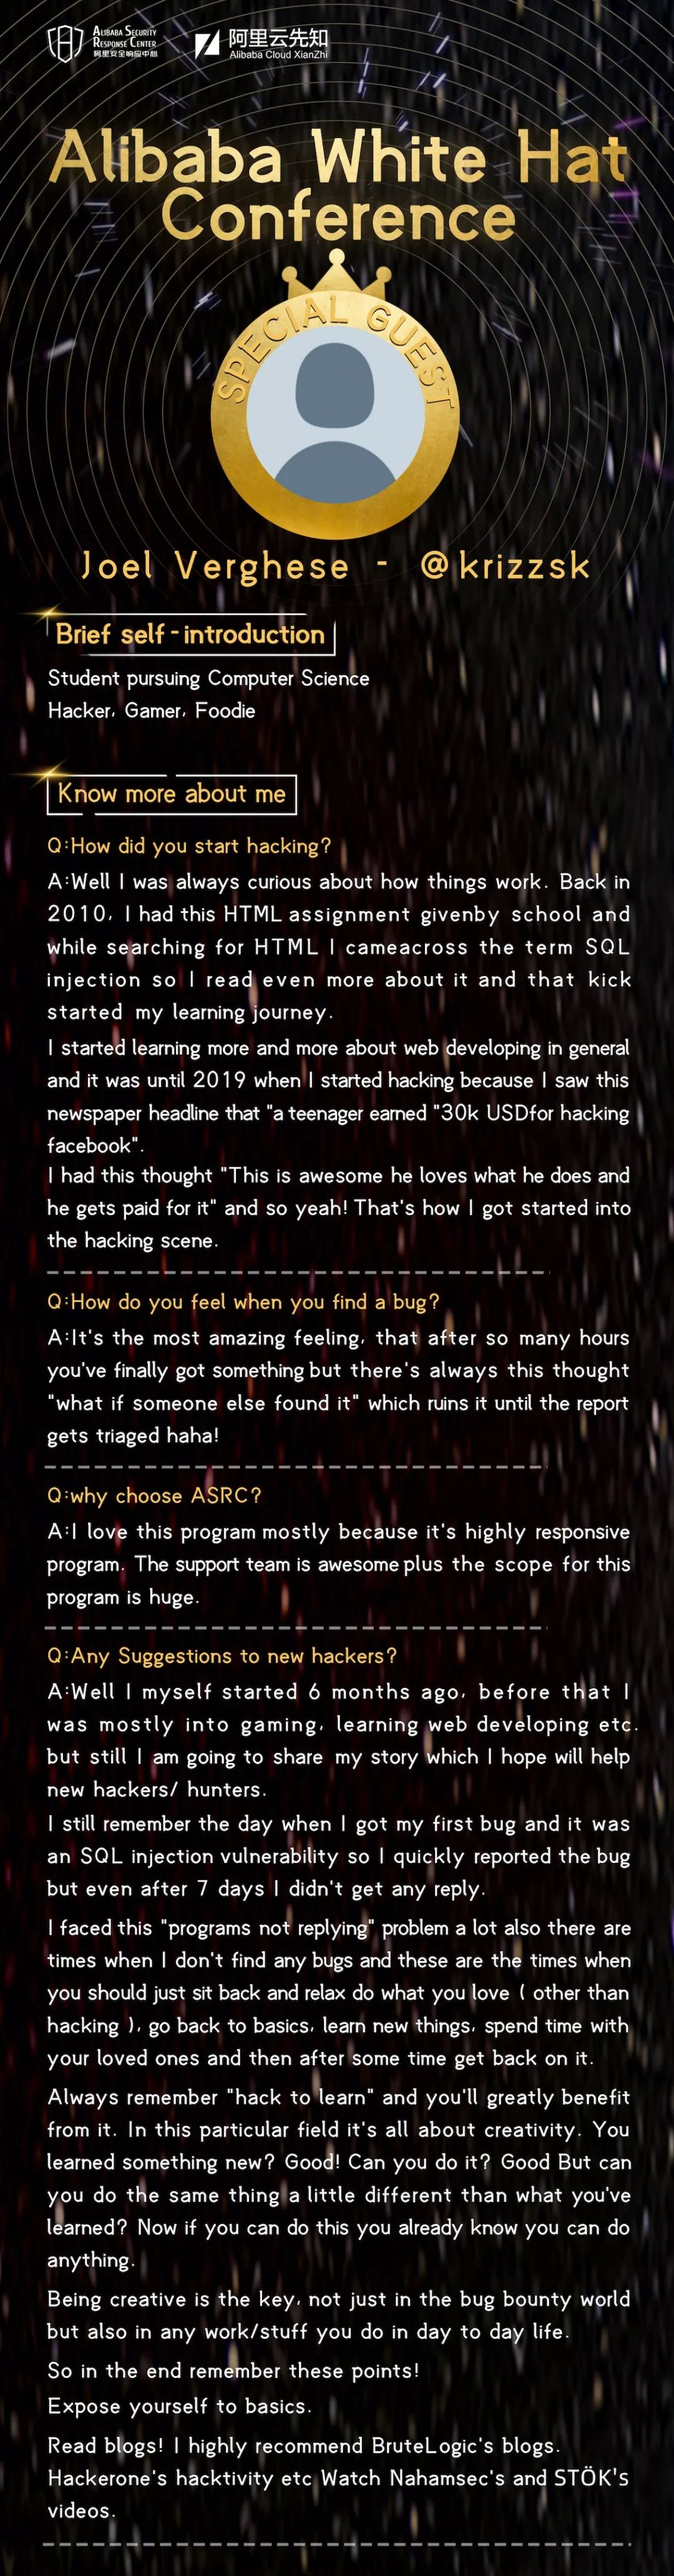 ALIBABA SECURITY
RESPONSE CENTER
阿里安全响应中心
阿里云先知
Alibaba Cloud XianZhi
Alibaba White Hat
Conference
SPECIAL GUEST
Joel Verghese - @krizzsk
Brief self-introduction
Student pursuing Computer Science
Hacker, Gamer, Foodie
Know more about me
Q:How did you start hacking?
A:Well I was always curious about how things work. Back in
2010, I had this HTML assignment givenby school and
while searching for HTML I cameacross the term SQL
injection so I read even more about it and that kick
started my learning journey.
I started learning more and more about web developing in general
and it was until 2019 when I started hacking because I saw this
newspaper headline that "a teenager earned "30k USDfor hacking
facebook".
I had this thought "This is awesome he loves what he does and
he gets paid for it" and so yeah! That's how I got started into
the hacking scene.
Q:How do you feel when you find a bug?
A:It's the most amazing feeling, that after so many hours
you've finally got something but there's always this thought
"what if someone else found it" which ruins it until the report
gets triaged haha!
Q:why choose ASRC?
A:I love this program mostly because it's highly responsive
program. The support team is awesome plus the scope for this
program is huge.
Q:Any Suggestions to new hackers?
A:Well I myself started 6 months ago, before that I
was mostly into gaming, learning web developing etc.
but still I am going to share my story which I hope will help
new hackers/ hunters.
I still remember the day when I got my first bug and it was
an SQL injection vulnerability so I quickly reported the bug
but even after 7 days I didn't get any reply.
I faced this "programs not replying" problem a lot also there are
times when I don't find any bugs and these are the times when
you should just sit back and relax do what you love ( other than
hacking ), go back to basics, learn new things, spend time with
your loved ones and then after some time get back on it.
Always remember "hack to learn" and you'll greatly benefit
from it. In this particular field it's all about creativity. You
learned something new? Good! Can you do it? Good But can
you do the same thing a little different than what you've
learned? Now if you can do this you already know you can do
anything.
Being creative is the key, not just in the bug bounty world
but also in any work/stuff you do in day to day life.
So in the end remember these points!
Expose yourself to basics.
Read blogs! I highly recommend BruteLogic's blogs.
Hackerone's hacktivity etc Watch Nahamsec's and STÖK's
videos.